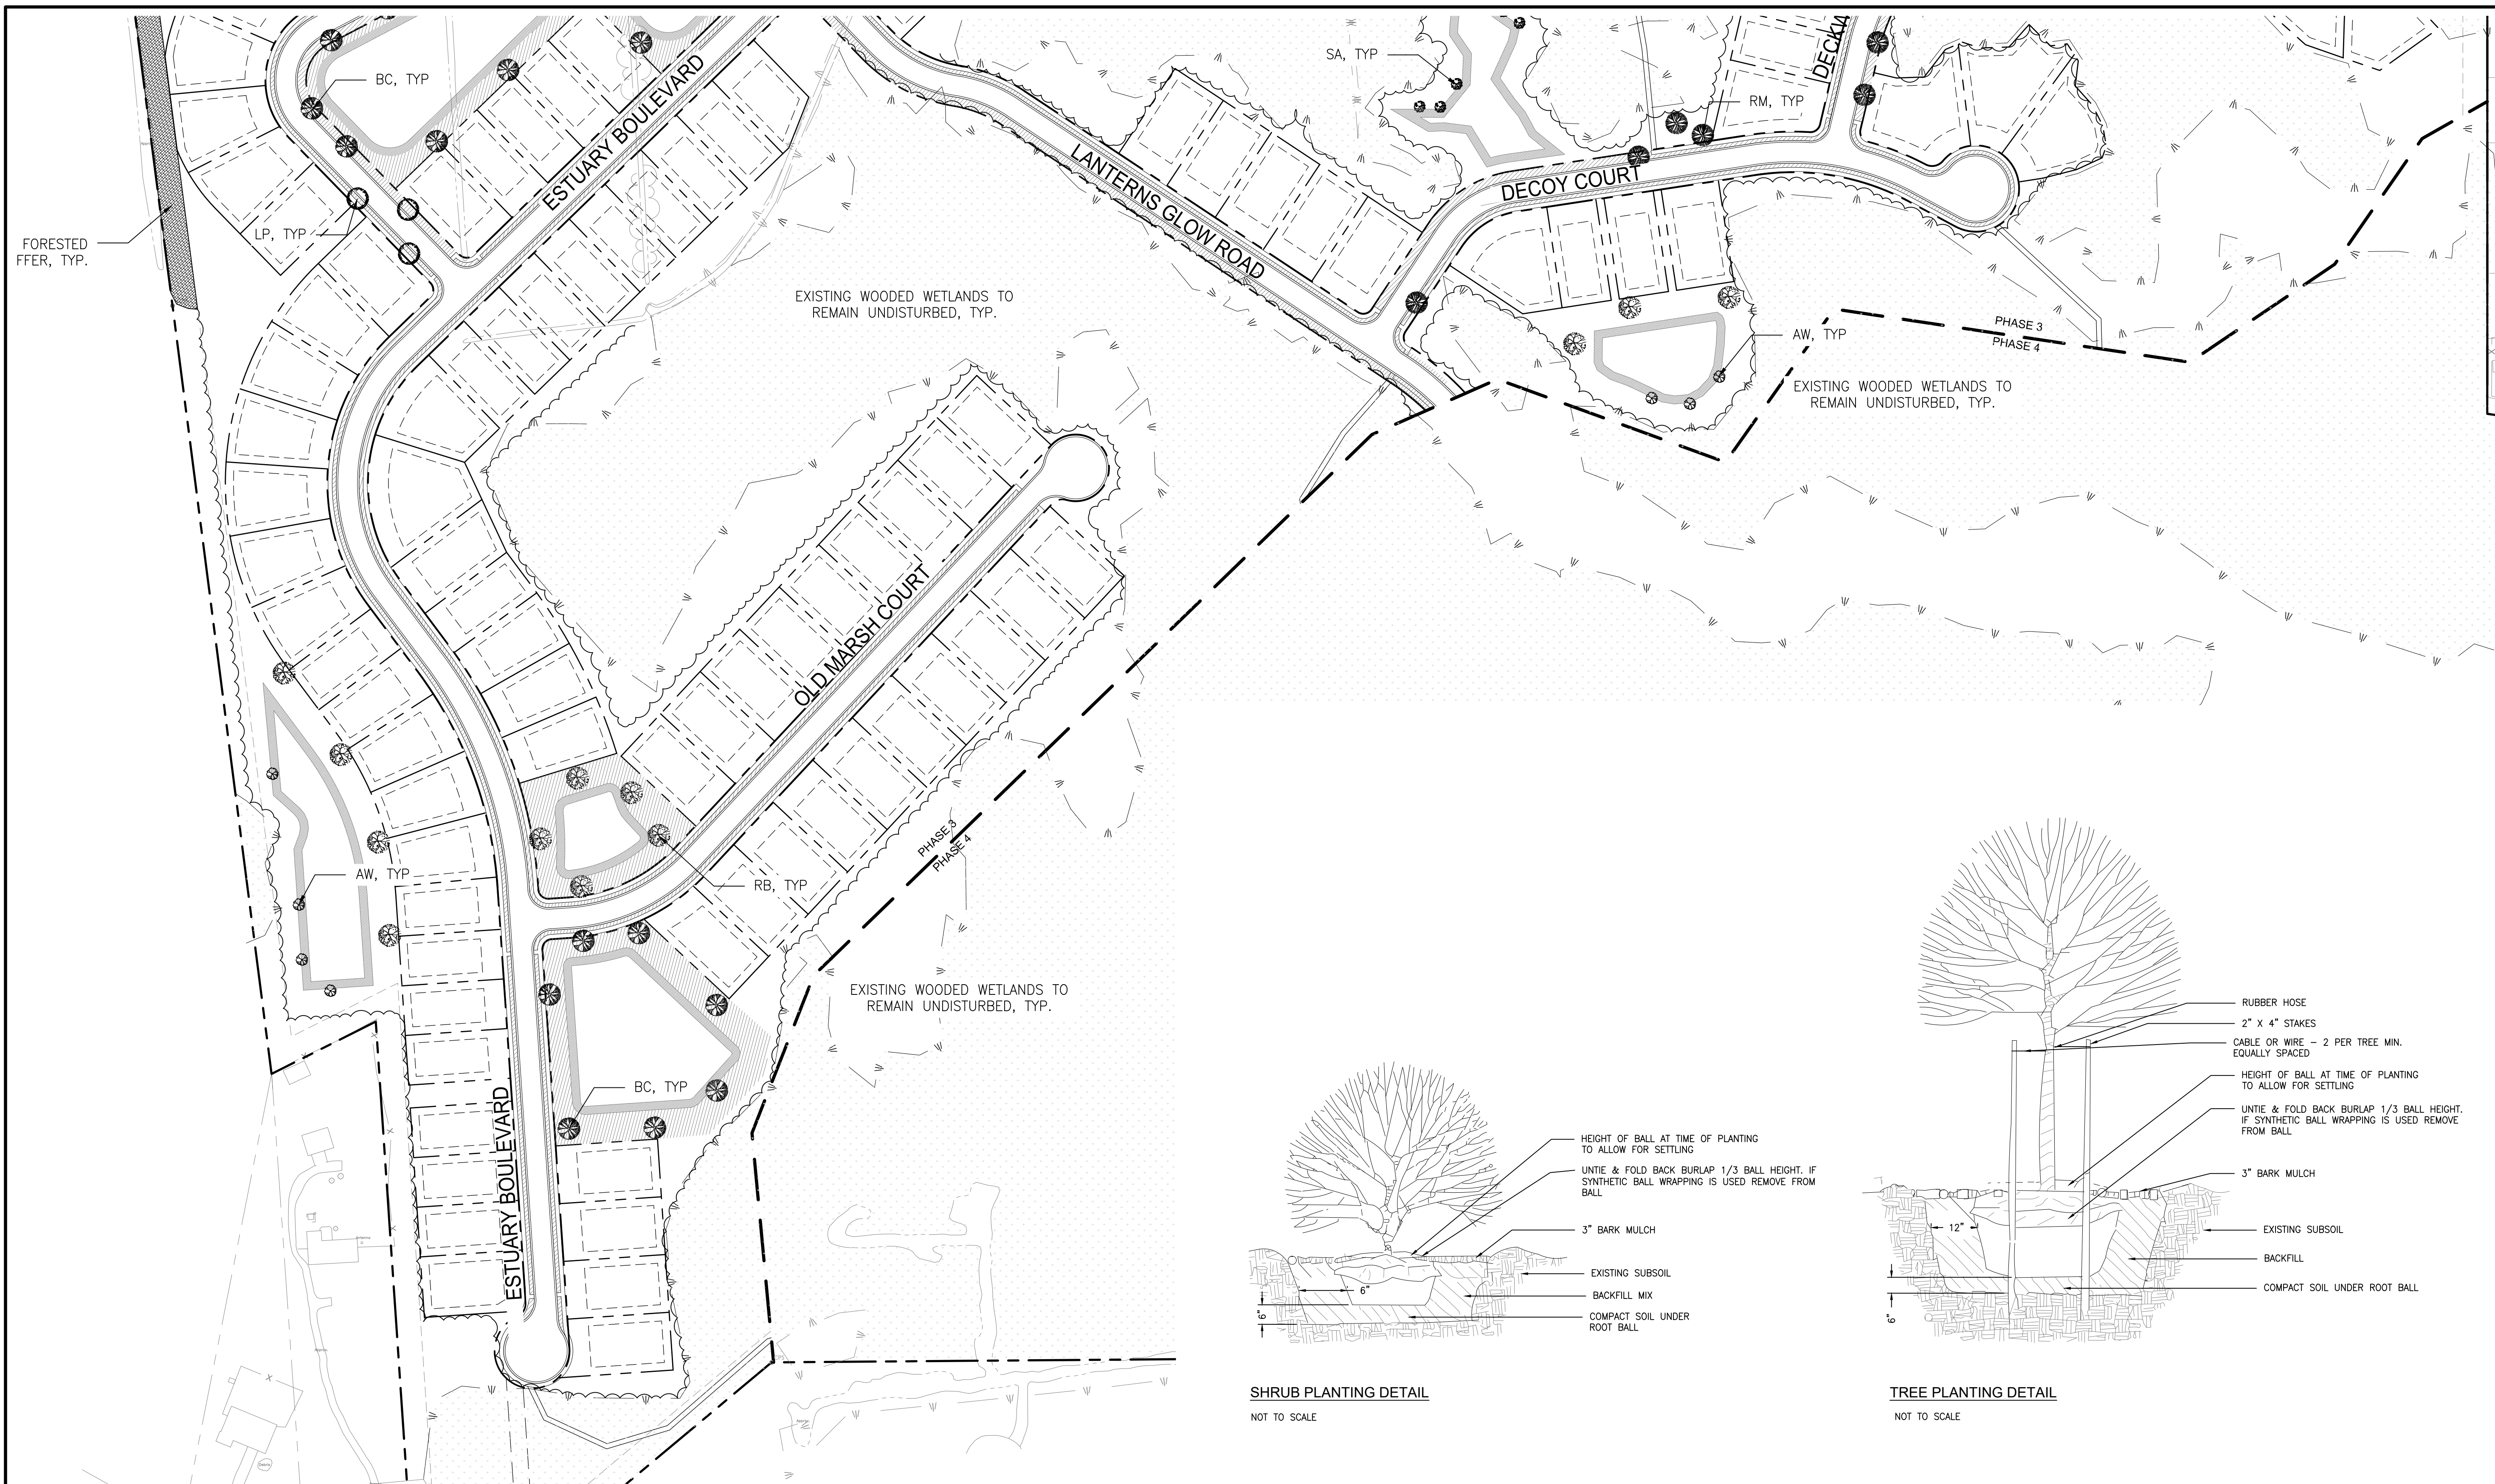 SA, TYP
DECKWA
BC, TYP
ESTUARY BOULEVARD
RM, TYP
LANTERNS GLOW ROAD
DECOY COURT
LP, TYP
FORESTED
FFER, TYP.
EXISTING WOODED WETLANDS TO
REMAIN UNDISTURBED, TYP.
PHASE 3
PHASE 4
AW, TYP
EXISTING WOODED WETLANDS TO
REMAIN UNDISTURBED, TYP.
OLD MARSH COURT
PHASE 3
PHASE 4
AW, TYP
RB, TYP
EXISTING WOODED WETLANDS TO
REMAIN UNDISTURBED, TYP.
BC, TYP
ESTUARY BOULEVARD
HEIGHT OF BALL AT TIME OF PLANTING
TO ALLOW FOR SETTLING
UNTIE & FOLD BACK BURLAP 1/3 BALL HEIGHT. IF
SYNTHETIC BALL WRAPPING IS USED REMOVE FROM
BALL
3" BARK MULCH
EXISTING SUBSOIL
6"
BACKFILL MIX
6"
COMPACT SOIL UNDER
ROOT BALL
SHRUB PLANTING DETAIL
NOT TO SCALE
RUBBER HOSE
2" X 4" STAKES
CABLE OR WIRE – 2 PER TREE MIN.
EQUALLY SPACED
HEIGHT OF BALL AT TIME OF PLANTING
TO ALLOW FOR SETTLING
UNTIE & FOLD BACK BURLAP 1/3 BALL HEIGHT.
IF SYNTHETIC BALL WRAPPING IS USED REMOVE
FROM BALL
3" BARK MULCH
12"
EXISTING SUBSOIL
BACKFILL
COMPACT SOIL UNDER ROOT BALL
6"
TREE PLANTING DETAIL
NOT TO SCALE